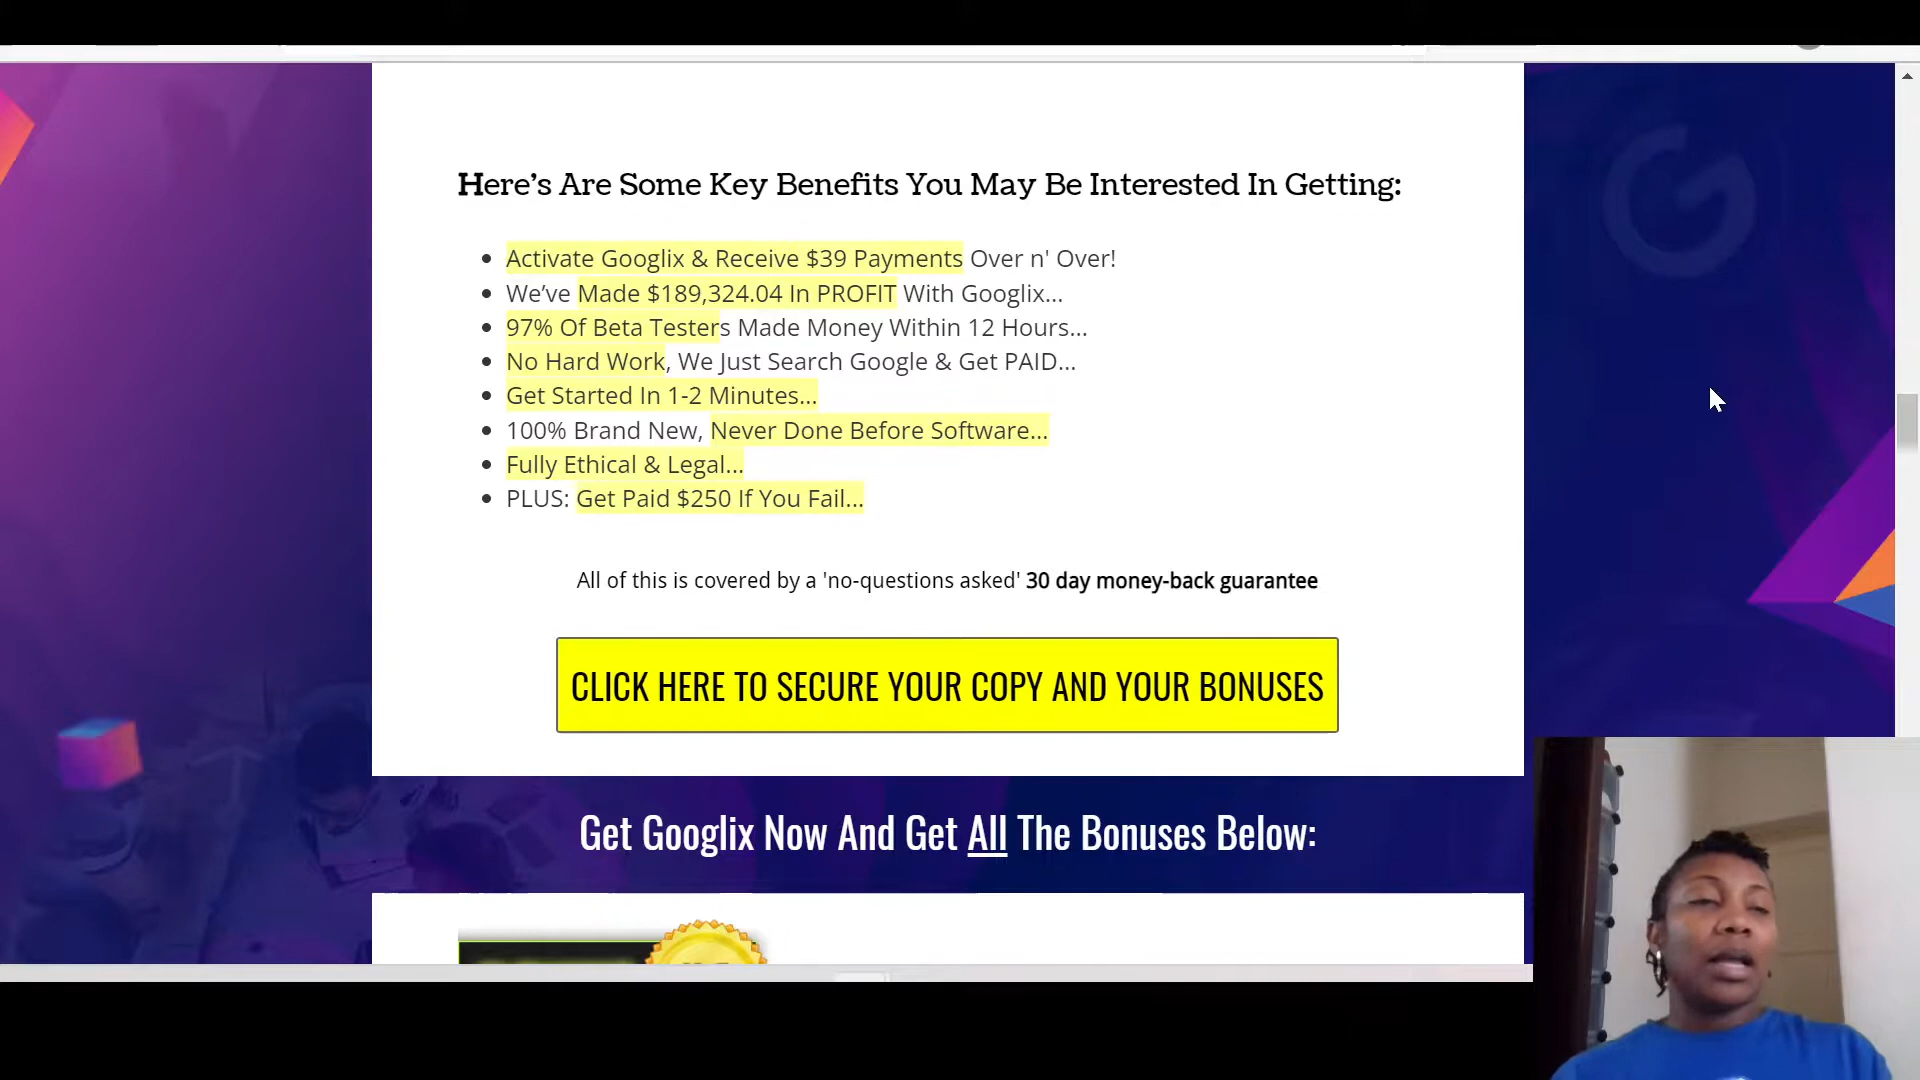 Here's Are Some Key Benefits You May Be Interested In Getting:
Activate Googlix & Receive $39 Payments Over n' Over!
We've Made $189,324.04 In PROFIT With Googlix...
97% Of Beta Testers Made Money Within 12 Hours...
No Hard Work, We Just Search Google & Get PAID...
Get Started In 1-2 Minutes...
100% Brand New, Never Done Before Software...
Fully Ethical & Legal...
PLUS: Get Paid $250 If You Fail...
All of this is covered by a 'no-questions asked' 30 day money-back guarantee
CLICK HERE TO SECURE YOUR COPY AND YOUR BONUSES
Get Googlix Now And Get All The Bonuses Below: